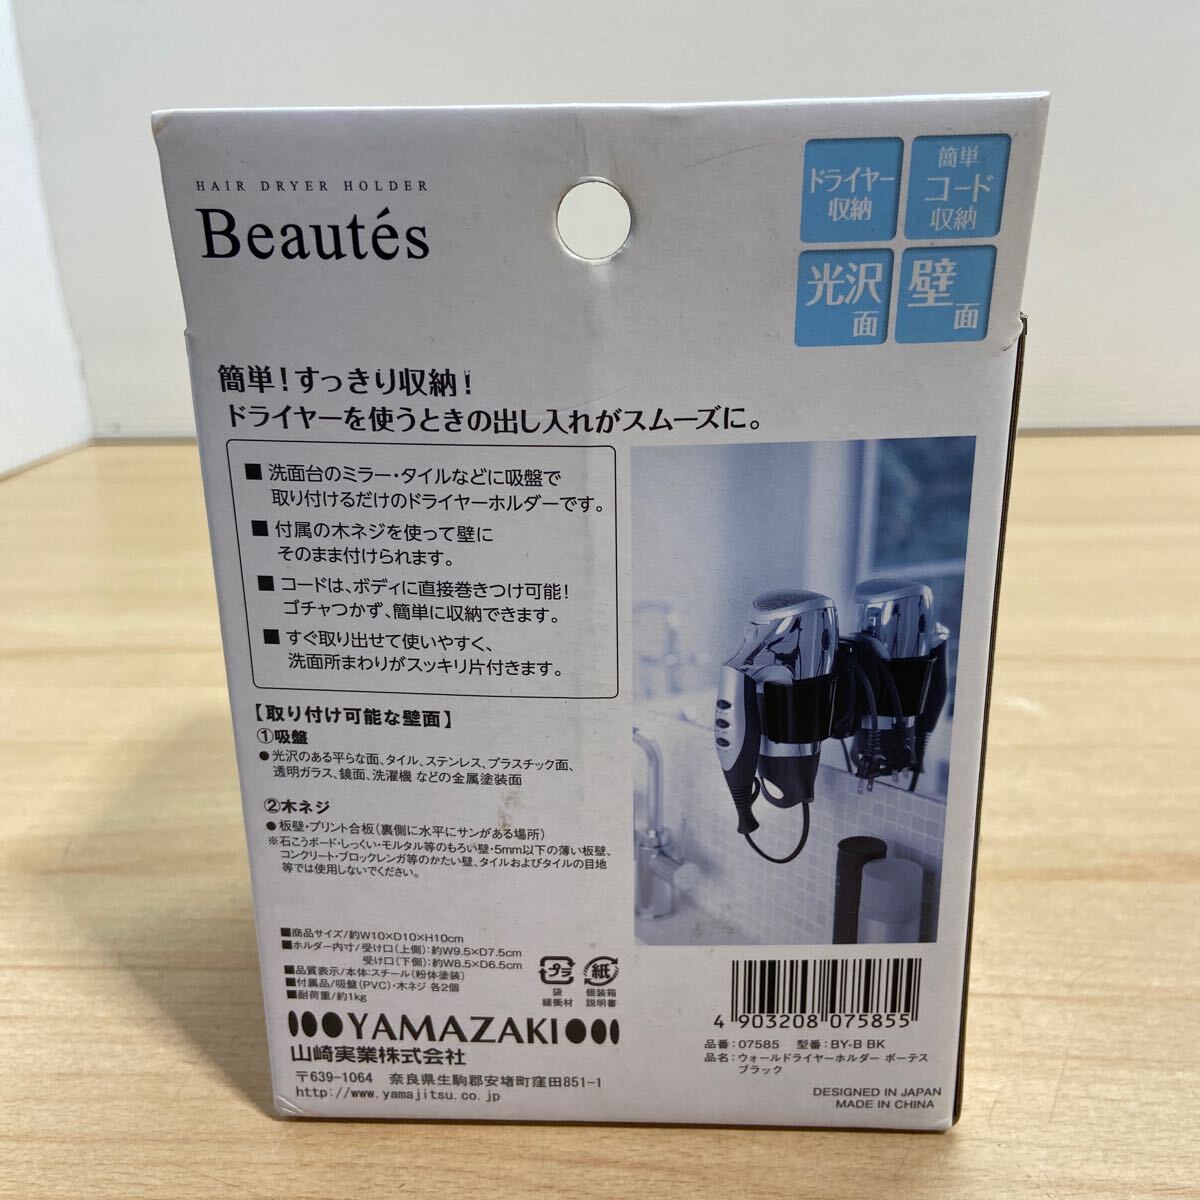 HAIR DRYER HOLDER
Beautés
ドライヤー
収納
簡単
コード
収納
光沢
面
壁
面
簡単！すっきり収納！
ドライヤーを使うときの出し入れがスムーズに。
■ 洗面台のミラー・タイルなどに吸盤で
取り付けるだけのドライヤーホルダーです。
■ 付属の木ネジを使って壁に
そのまま付けられます。
■ コードは、ボディに直接巻きつけ可能！
ゴチャつかず、簡単に収納できます。
■ すぐ取り出せて使いやすく、
洗面所まわりがスッキリ片付きます。
【取り付け可能な壁面】
①吸盤
●光沢のある平らな面、タイル、ステンレス、プラスチック面、
透明ガラス、鏡面、洗濯機 などの金属塗装面
②木ネジ
●板壁・プリント合板（裏側に水平にサンがある場所）
※石こうボード・しっくい・モルタル等のもろい壁・5mm以下の薄い板壁、
コンクリート・ブロックレンガ等のかたい壁、タイルおよびタイルの目地
等では使用しないでください。
■商品サイズ/約W10×D10×H10cm
■ホルダー内寸/受け口（上側）：約W9.5×D7.5cm
受け口（下側）：約W8.5×D6.5cm
■品質表示/本体：スチール（粉体塗装）
■付属品/吸盤（PVC）・木ネジ 各2個
■耐荷重/約1kg
プラ
袋
緩衝材
紙
個装箱
説明書
YAMAZAKI
山崎実業株式会社
〒639-1064 奈良県生駒郡安堵町窪田851-1
http://www.yamajitsu.co.jp
4 903208 075855
品番：07585 型番：BY-B BK
品名：ウォールドライヤーホルダー ボーテス
ブラック
DESIGNED IN JAPAN
MADE IN CHINA